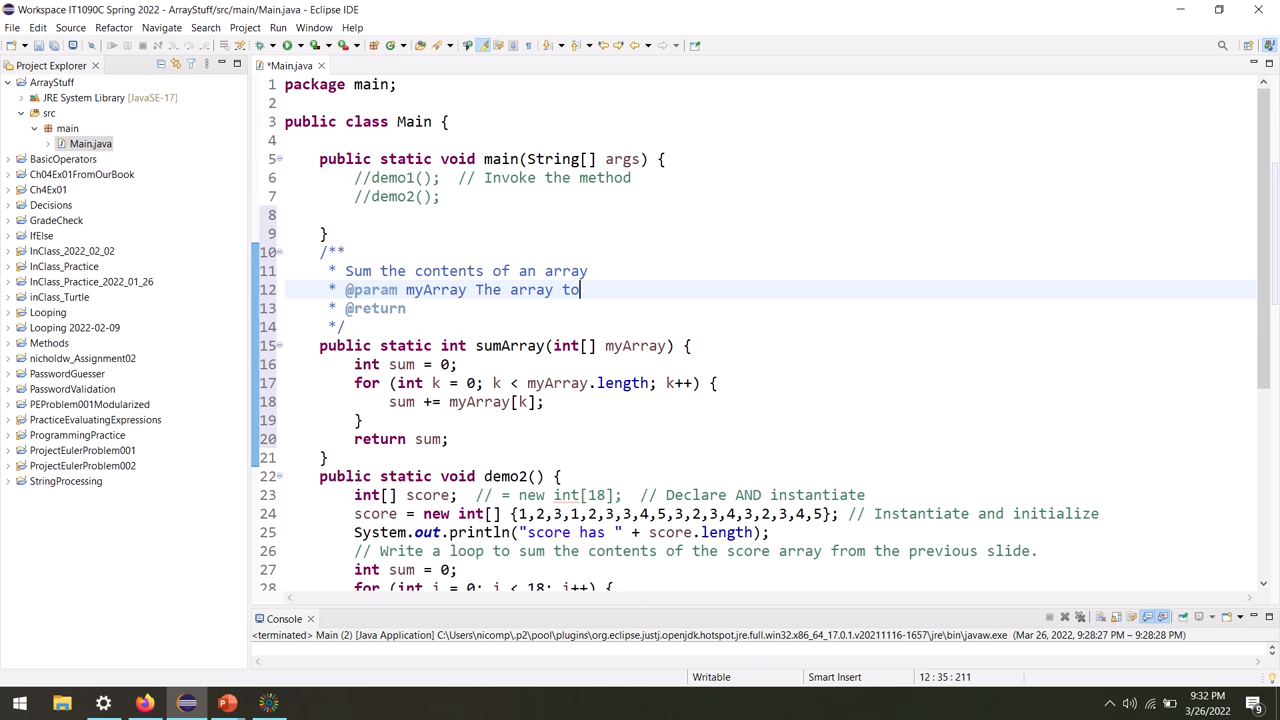 Workspace IT1090C Spring 2022 - ArrayStuff/src/main/Main.java - Eclipse IDE
File Edit Source Refactor Navigate Search Project Run Window Help
Project Explorer
ArrayStuff
JRE System Library [JavaSE-17]
src
main
Main.java
BasicOperators
Ch04Ex01FromOurBook
Ch4Ex01
Decisions
GradeCheck
IfElse
InClass_2022_02_02
InClass_Practice
InClass_Practice_2022_01_26
inClass_Turtle
Looping
Looping 2022-02-09
Methods
nicholdw_Assignment02
PasswordGuesser
PasswordValidation
PEProblem001Modularized
PracticeEvaluatingExpressions
ProgrammingPractice
ProjectEulerProblem001
ProjectEulerProblem002
StringProcessing
*Main.java
1 package main;
2
3 public class Main {
4
5 public static void main(String[] args) {
6 //demo1(); // Invoke the method
7 //demo2();
8
9 }
10 /**
11 * Sum the contents of an array
12 * @param myArray The array to
13 * @return
14 */
15 public static int sumArray(int[] myArray) {
16 int sum = 0;
17 for (int k = 0; k < myArray.length; k++) {
18 sum += myArray[k];
19 }
20 return sum;
21 }
22 public static void demo2() {
23 int[] score; // = new int[18]; // Declare AND instantiate
24 score = new int[] {1,2,3,1,2,3,3,4,5,3,2,3,4,3,2,3,4,5}; // Instantiate and initialize
25 System.out.println("score has " + score.length);
26 // Write a loop to sum the contents of the score array from the previous slide.
27 int sum = 0;
28 for (int i = 0; i < 18; i++) {
Console
<terminated> Main (2) [Java Application] C:\Users\nicomp\.p2\pool\plugins\org.eclipse.justj.openjdk.hotspot.jre.full.win32.x86_64_17.0.1.v20211116-1657\jre\bin\javaw.exe (Mar 26, 2022, 9:28:27 PM – 9:28:28 PM)
Writable Smart Insert 12 : 35 : 211
9:32 PM
3/26/2022
9